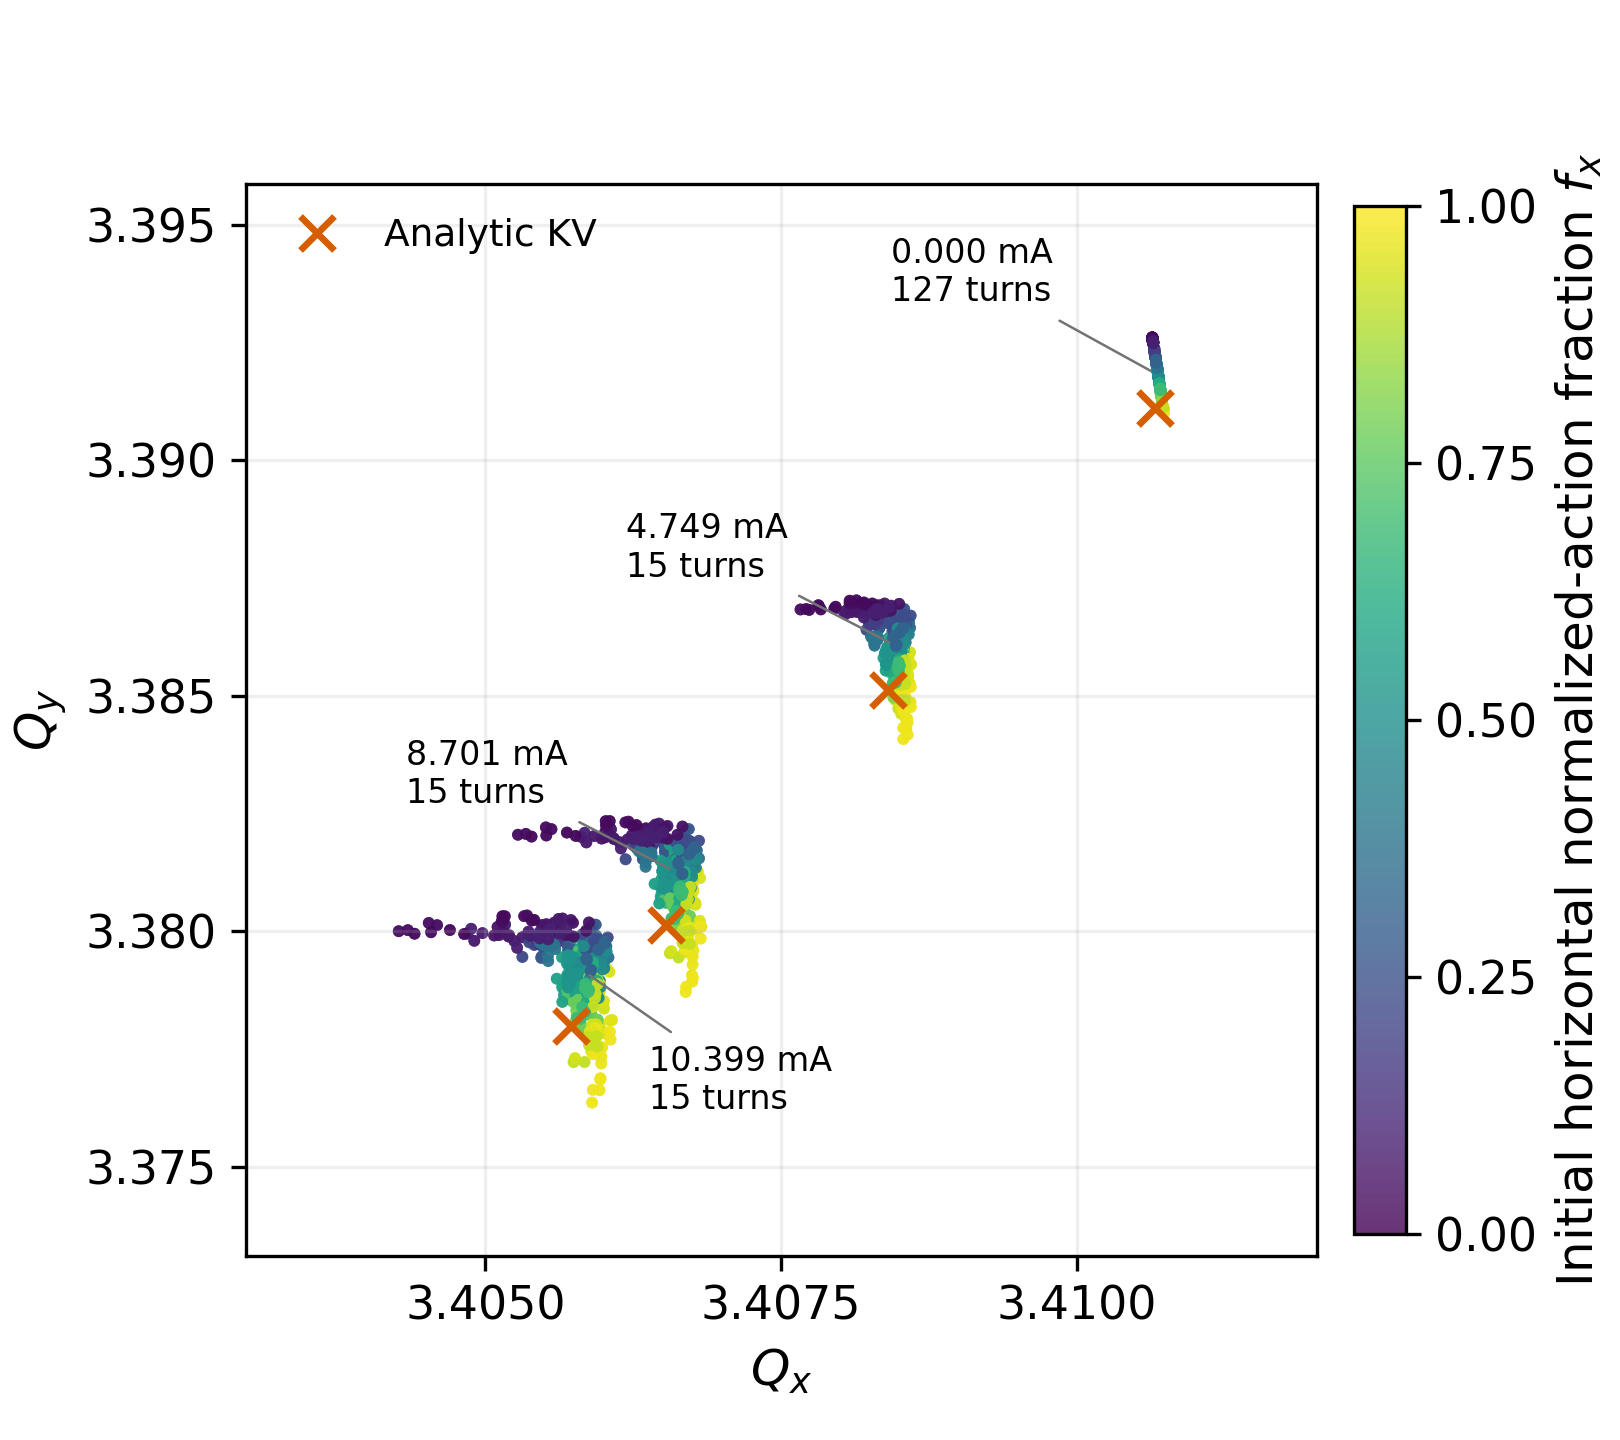 Analytic KV
0.000 mA
127 turns
4.749 mA
15 turns
8.701 mA
15 turns
10.399 mA
15 turns
3.395
3.390
3.385
3.380
3.375
Q_y
3.4050
3.4075
3.4100
Q_x
1.00
0.75
0.50
0.25
0.00
Initial horizontal normalized-action fraction f_x